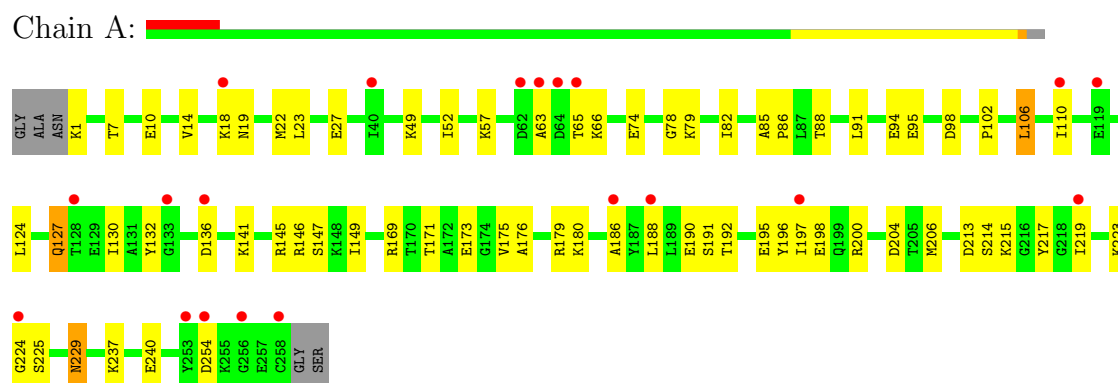 Chain A:
GLY ALA ASN K1 T7 E10 V14 K18 N19 M22 L23 E27 I40 K49 I52 K57 D62 A63 D64 T65 K66 E74 G78 K79 I82 A85 P86 L87 T88 L91 E94 E95 D98 P102 L106 I110 E119
L124 Q127 T128 E129 I130 A131 Y132 G133 D136 K141 R145 R146 S147 K148 I149 R169 T170 T171 A172 E173 G174 V175 A176 R179 K180 A186 Y187 L188 L189 E190 S191 T192 E195 Y196 I197 E198 Q199 R200 D204 T205 M206 D213 S214 K215 G216 Y217 G218 I219 K223
G224 S225 N229 K237 E240 Y253 D254 K255 G256 E257 C258 GLY SER